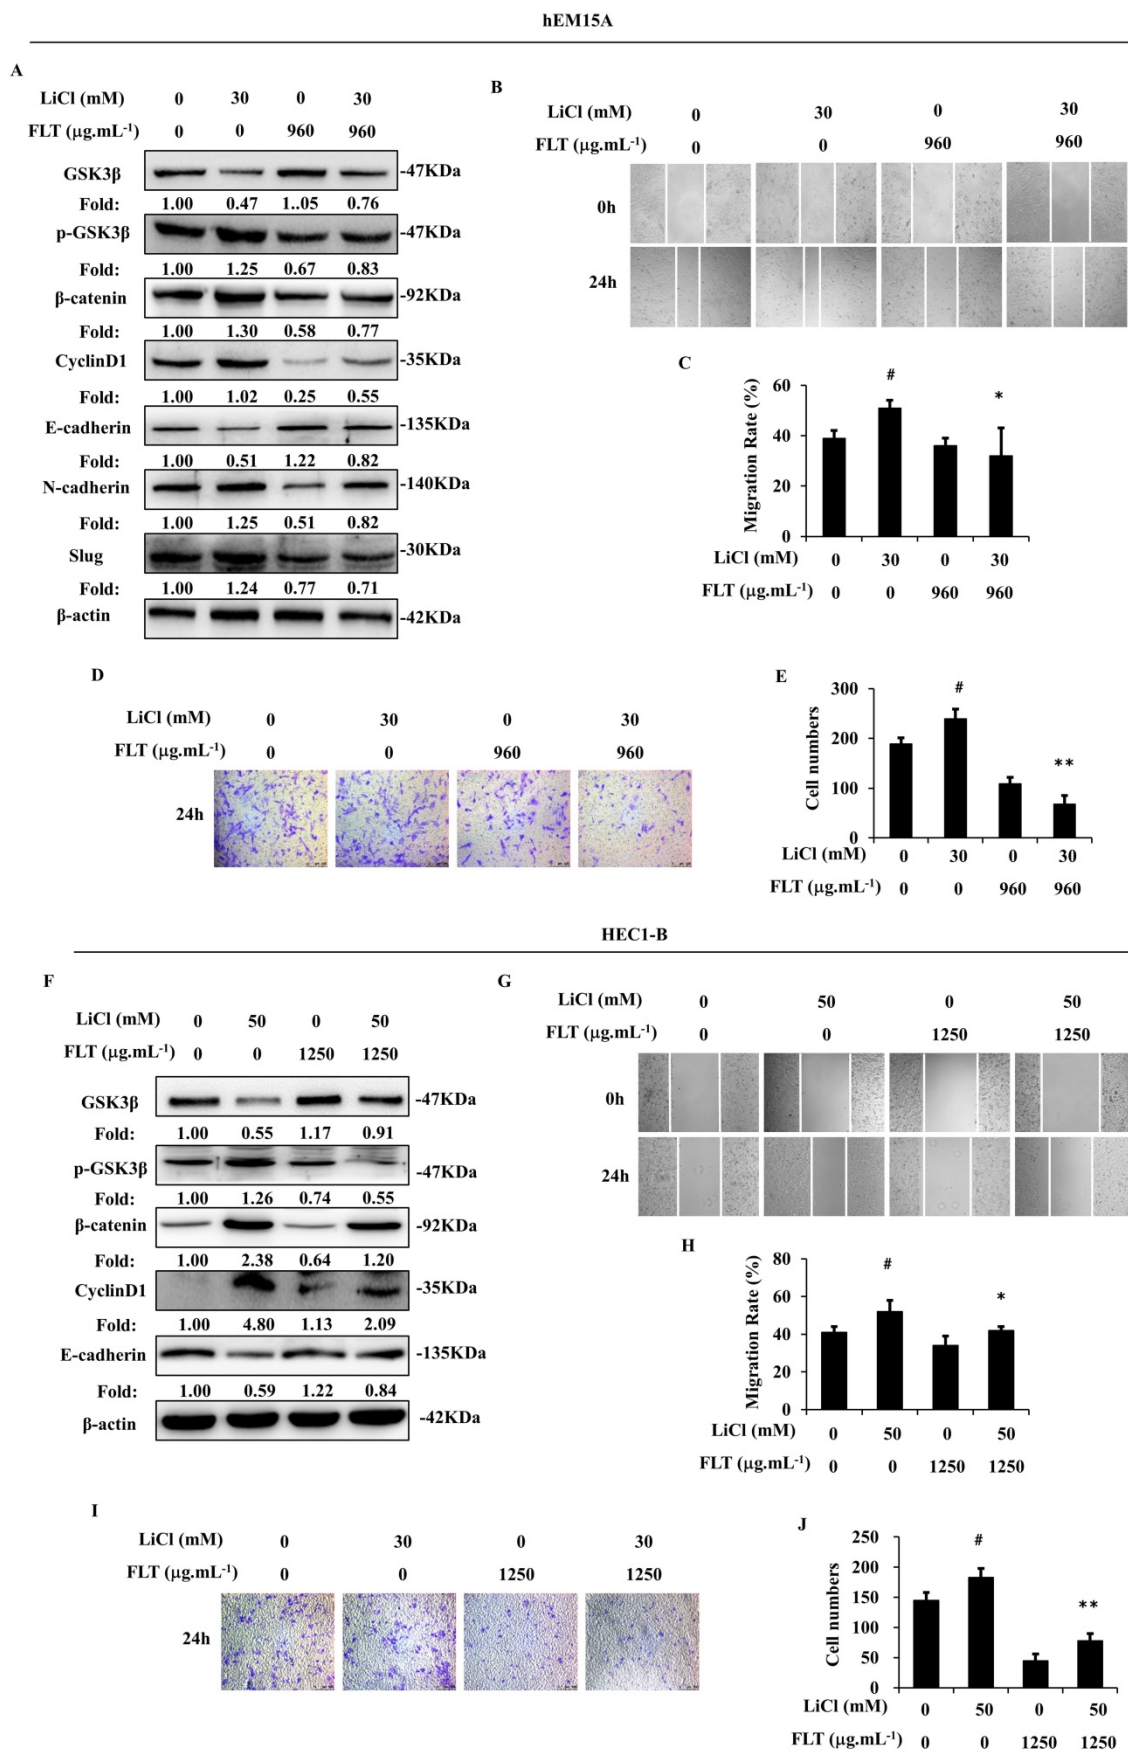 hEM15A
A
LiCl (mM) 0 30 0 30
FLT (μg.mL-1) 0 0 960 960
GSK3β -47KDa
Fold: 1.00 0.47 1..05 0.76
p-GSK3β -47KDa
Fold: 1.00 1.25 0.67 0.83
β-catenin -92KDa
Fold: 1.00 1.30 0.58 0.77
CyclinD1 -35KDa
Fold: 1.00 1.02 0.25 0.55
E-cadherin -135KDa
Fold: 1.00 0.51 1.22 0.82
N-cadherin -140KDa
Fold: 1.00 1.25 0.51 0.82
Slug -30KDa
Fold: 1.00 1.24 0.77 0.71
β-actin -42KDa
B
LiCl (mM) 0 30 0 30
FLT (μg.mL-1) 0 0 960 960
0h
24h
C
Migration Rate (%)
60
40
20
0
# *
LiCl (mM) 0 30 0 30
FLT (μg.mL-1) 0 0 960 960
D
LiCl (mM) 0 30 0 30
FLT (μg.mL-1) 0 0 960 960
24h
E
Cell numbers
300
200
100
0
# **
LiCl (mM) 0 30 0 30
FLT (μg.mL-1) 0 0 960 960
HEC1-B
F
LiCl (mM) 0 50 0 50
FLT (μg.mL-1) 0 0 1250 1250
GSK3β -47KDa
Fold: 1.00 0.55 1.17 0.91
p-GSK3β -47KDa
Fold: 1.00 1.26 0.74 0.55
β-catenin -92KDa
Fold: 1.00 2.38 0.64 1.20
CyclinD1 -35KDa
Fold: 1.00 4.80 1.13 2.09
E-cadherin -135KDa
Fold: 1.00 0.59 1.22 0.84
β-actin -42KDa
G
LiCl (mM) 0 50 0 50
FLT (μg.mL-1) 0 0 1250 1250
0h
24h
H
Migration Rate (%)
80
60
40
20
0
# *
LiCl (mM) 0 50 0 50
FLT (μg.mL-1) 0 0 1250 1250
I
LiCl (mM) 0 30 0 30
FLT (μg.mL-1) 0 0 1250 1250
24h
J
Cell numbers
250
200
150
100
50
0
# **
LiCl (mM) 0 50 0 50
FLT (μg.mL-1) 0 0 1250 1250